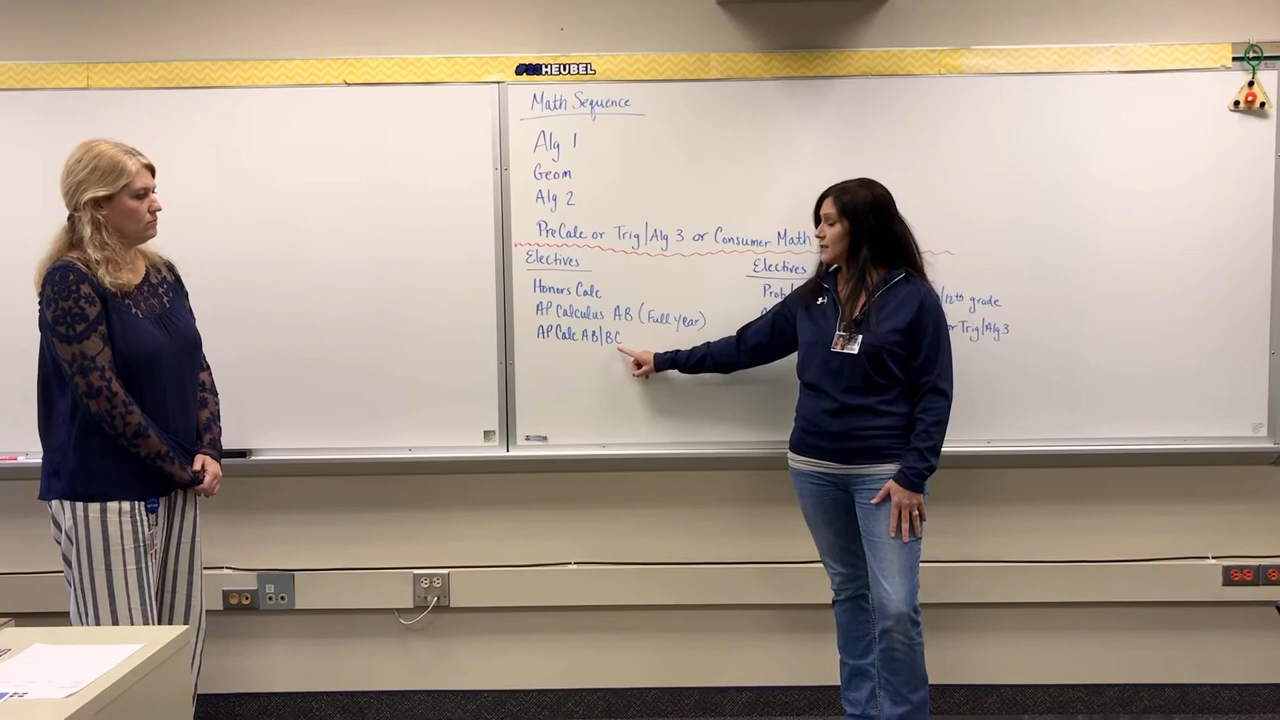 #23HEUBEL
Math Sequence
Alg 1
Geom
Alg 2
PreCalc or Trig/Alg 3 or Consumer Math
Electives
Honors Calc
AP Calculus AB (Full year)
AP Calc AB/BC
Electives
/12th grade
or Trig/Alg 3